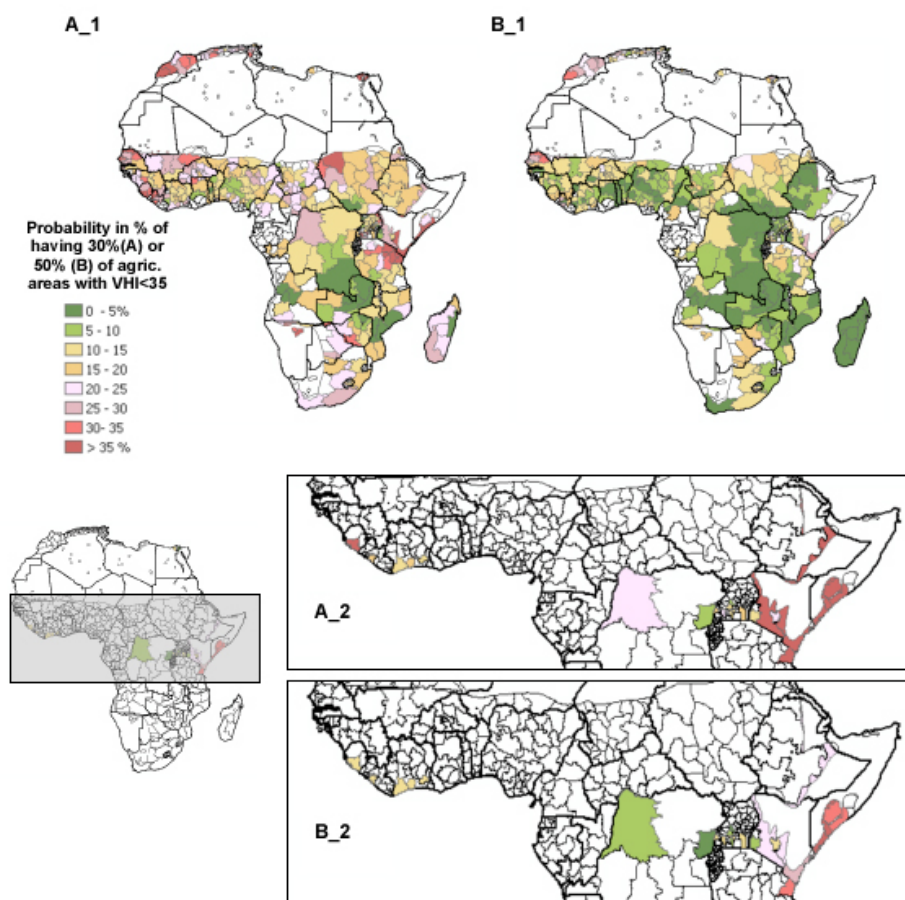 A_1
B_1
Probability in % of
having 30%(A) or
50% (B) of agric.
areas with VHI<35
0 - 5%
5 - 10
10 - 15
15 - 20
20 - 25
25 - 30
30- 35
> 35 %
A_2
B_2